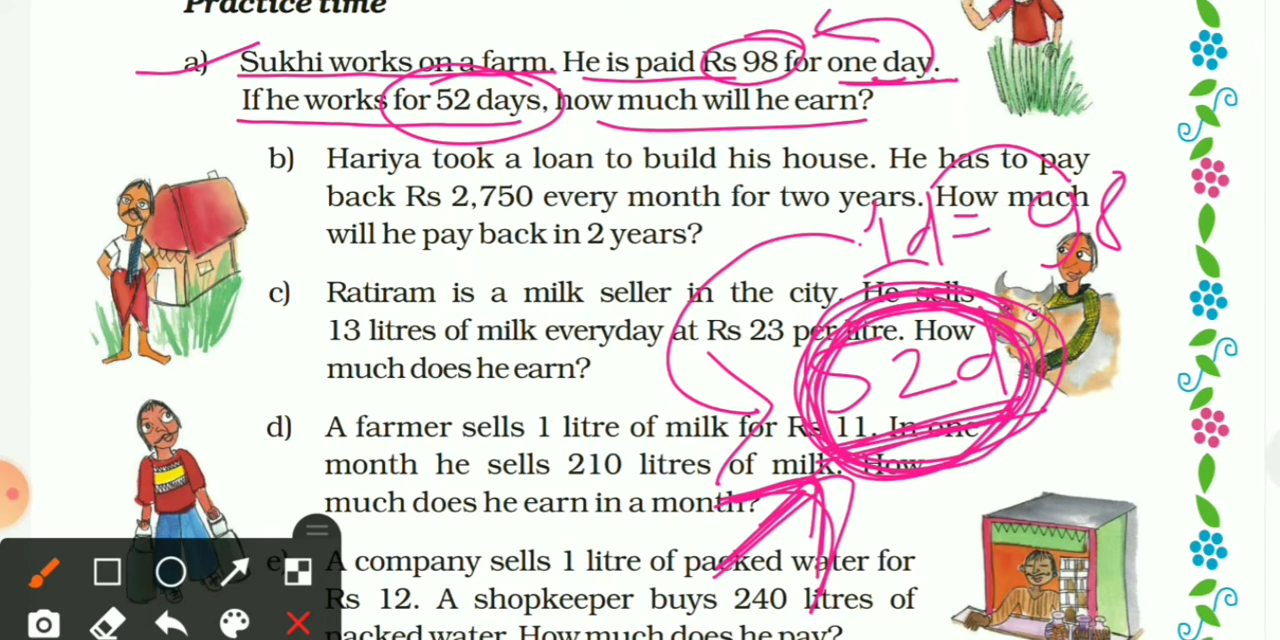 Practice time
a) Sukhi works on a farm. He is paid Rs 98 for one day.
If he works for 52 days, how much will he earn?
b) Hariya took a loan to build his house. He has to pay
back Rs 2,750 every month for two years. How much
will he pay back in 2 years?
1d = 98
c) Ratiram is a milk seller in the city. He sells
13 litres of milk everyday at Rs 23 per litre. How
much does he earn?
52d
d) A farmer sells 1 litre of milk for Rs 11. In one
month he sells 210 litres of milk. How
much does he earn in a month?
e) A company sells 1 litre of packed water for
Rs 12. A shopkeeper buys 240 litres of
packed water. How much does he pay?